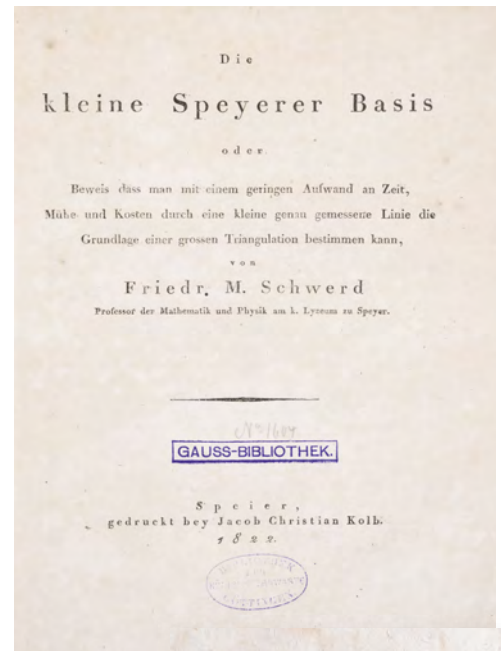 Die
kleine Speyerer Basis
oder
Beweis dass man mit einem geringen Aufwand an Zeit,
Mühe und Kosten durch eine kleine genau gemessene Linie die
Grundlage einer grossen Triangulation bestimmen kann,
von
Friedr. M. Schwerd
Professor der Mathematik und Physik am k. Lyzeum zu Speyer.
GAUSS-BIBLIOTHEK.
Speier,
gedruckt bey Jacob Christian Kolb.
1822.